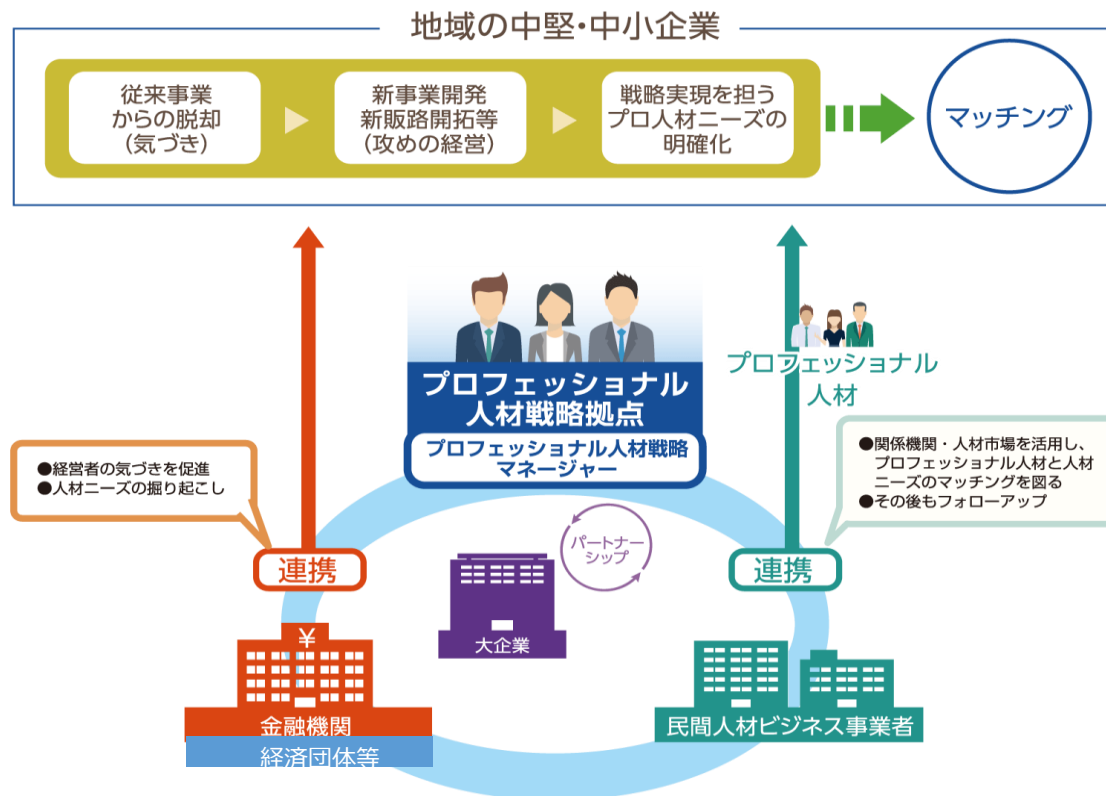 地域の中堅・中小企業
従来事業
からの脱却
(気づき)
新事業開発
新販路開拓等
(攻めの経営)
戦略実現を担う
プロ人材ニーズの
明確化
マッチング
プロフェッショナル
人材戦略拠点
プロフェッショナル人材戦略
マネージャー
プロフェッショナル
人材
●経営者の気づきを促進
●人材ニーズの掘り起こし
●関係機関・人材市場を活用し、
プロフェッショナル人材と人材
ニーズのマッチングを図る
●その後もフォローアップ
パートナー
シップ
連携
連携
大企業
¥
金融機関
経済団体等
民間人材ビジネス事業者